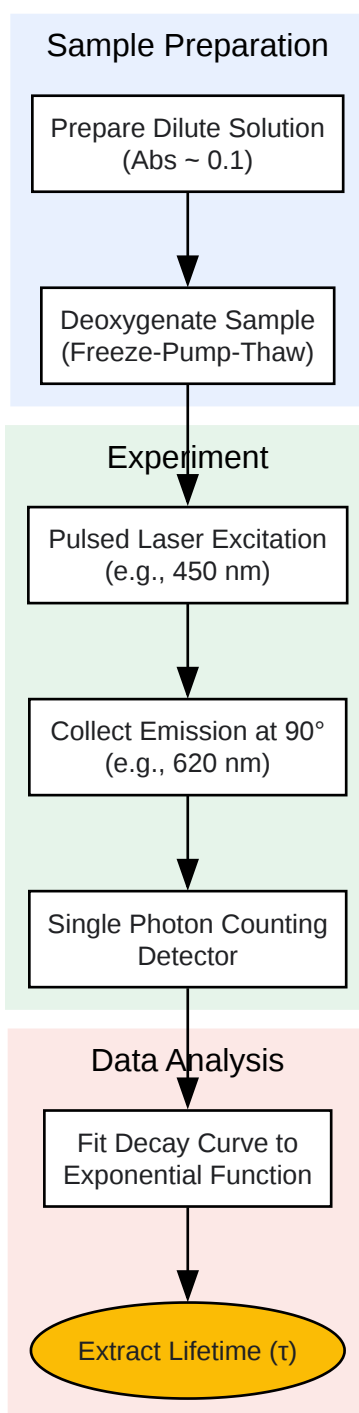 Sample Preparation
Prepare Dilute Solution
(Abs ~ 0.1)
Deoxygenate Sample
(Freeze-Pump-Thaw)
Experiment
Pulsed Laser Excitation
(e.g., 450 nm)
Collect Emission at 90°
(e.g., 620 nm)
Single Photon Counting
Detector
Data Analysis
Fit Decay Curve to
Exponential Function
Extract Lifetime (τ)